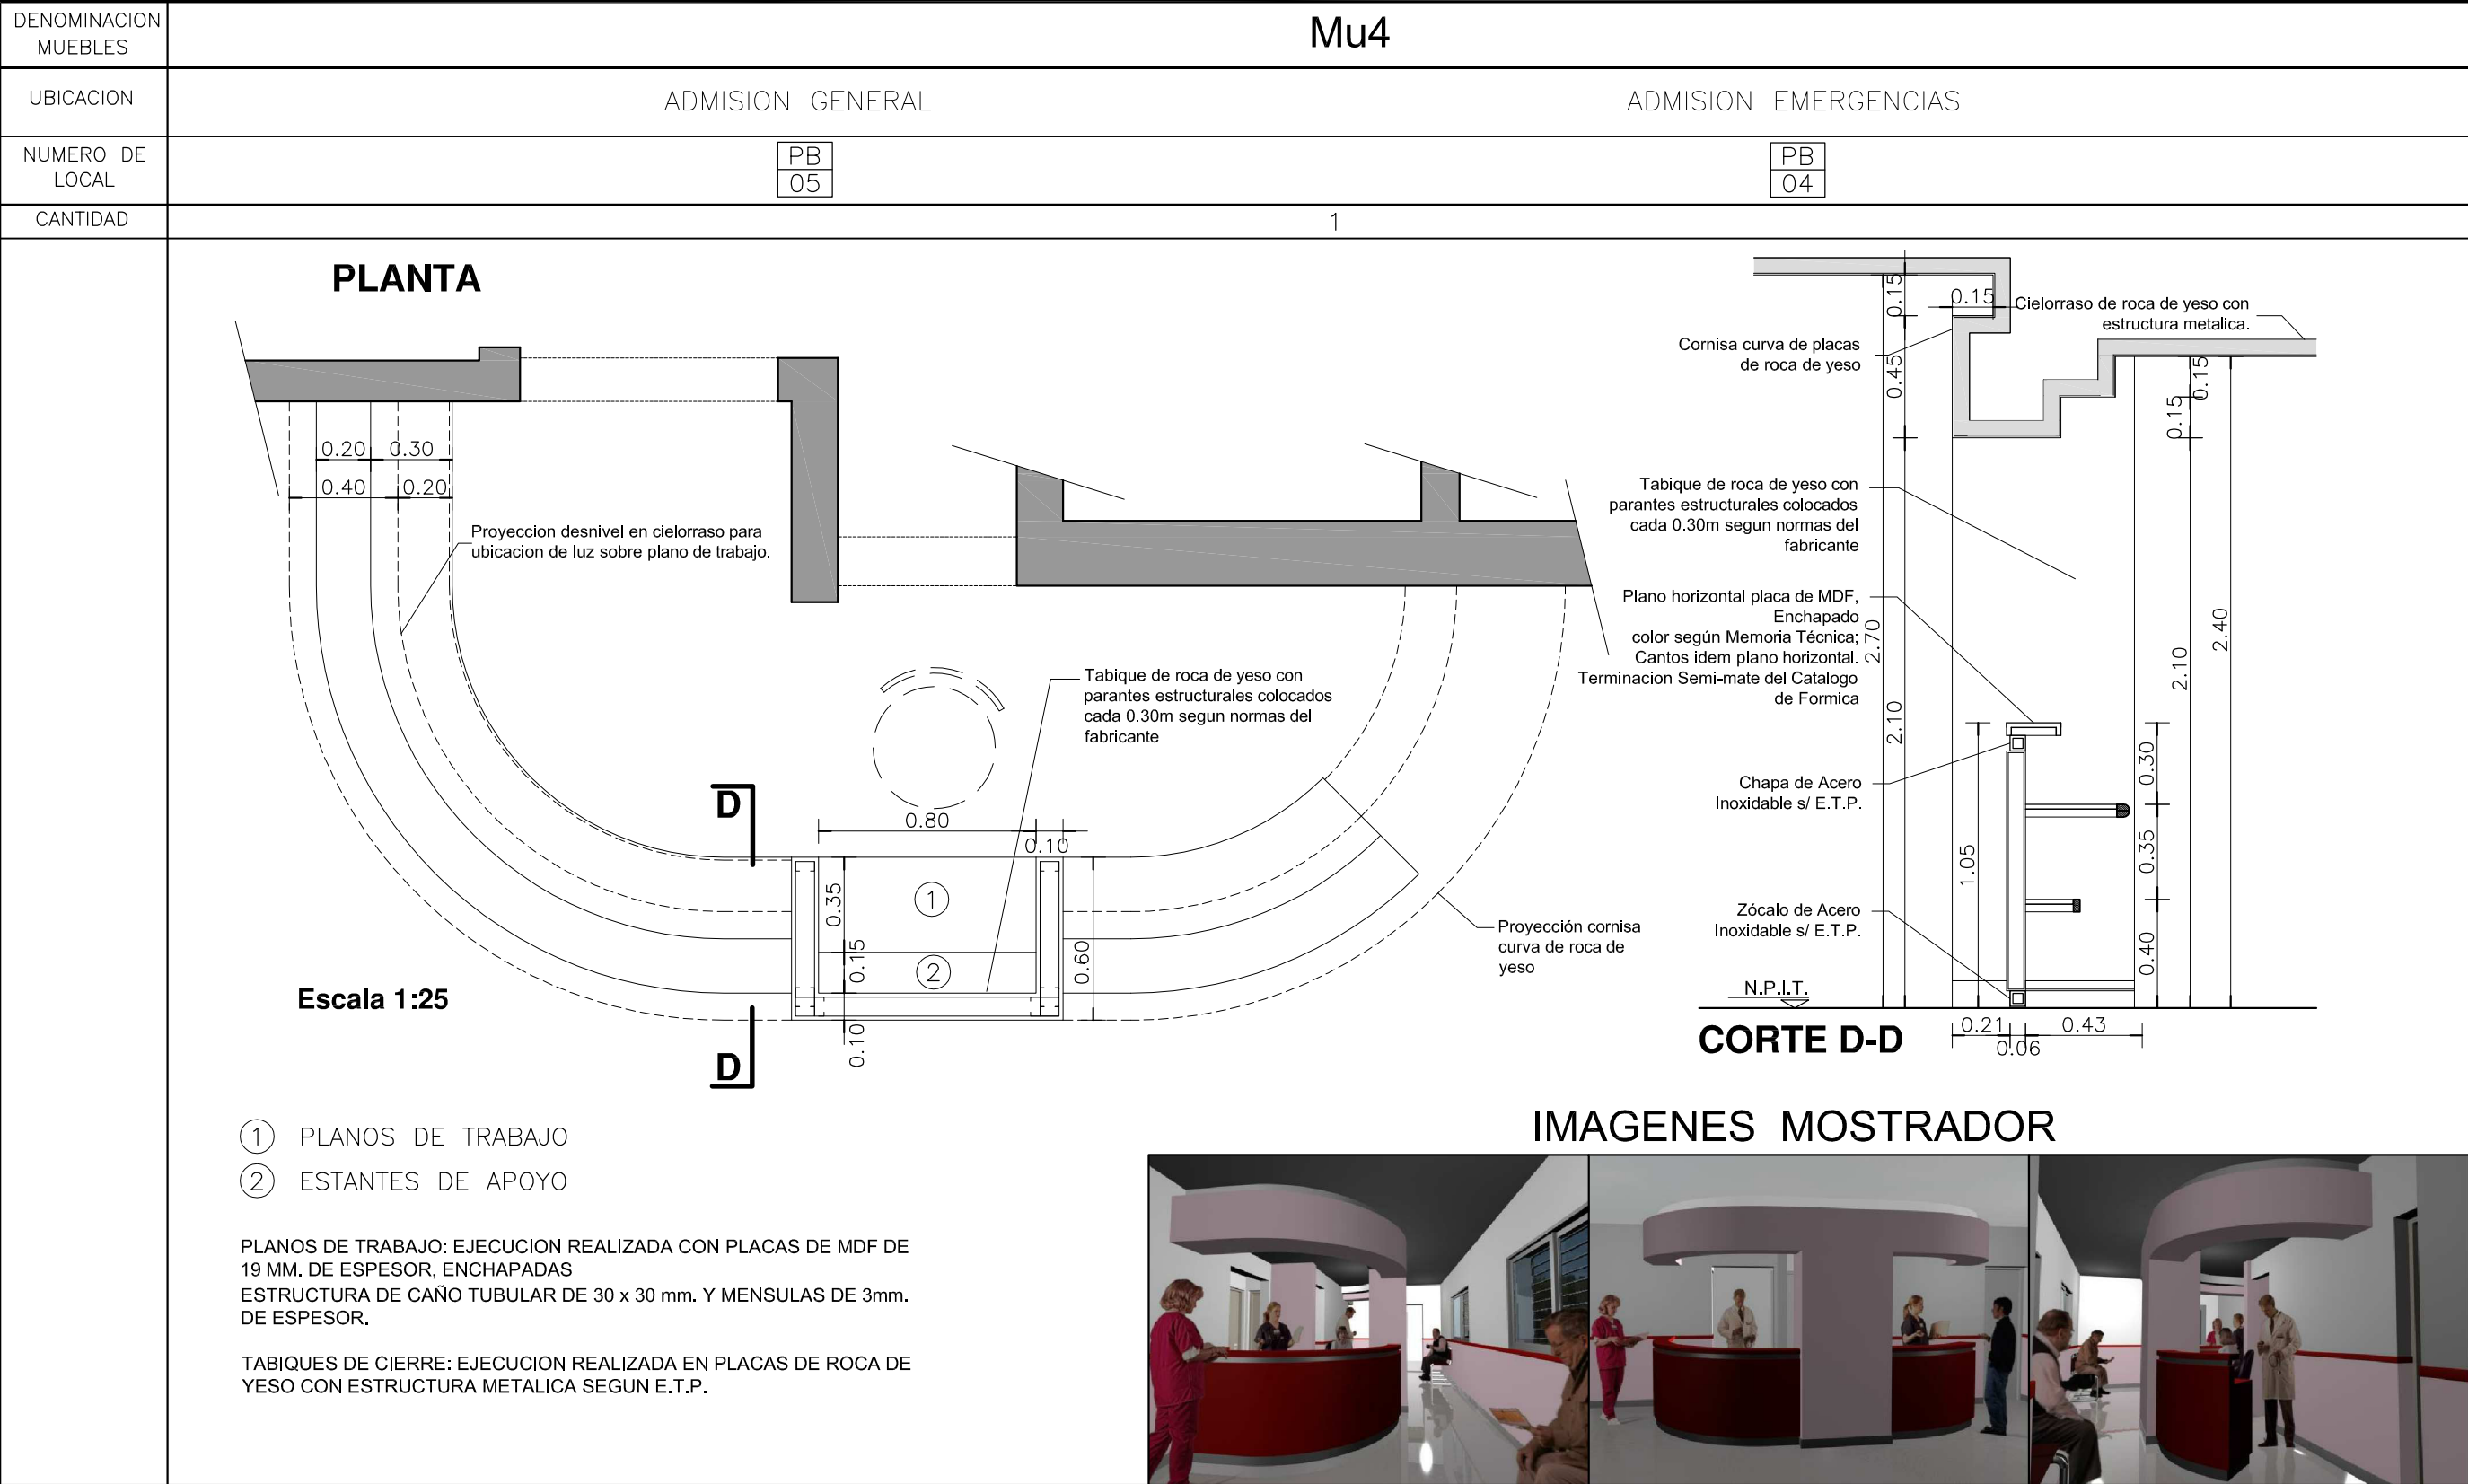 DENOMINACION
MUEBLES
Mu4
UBICACION
ADMISION GENERAL
ADMISION EMERGENCIAS
NUMERO DE
LOCAL
PB
05
PB
04
CANTIDAD
1
PLANTA
0.20
0.30
0.40
0.20
Proyeccion desnivel en cielorraso para
ubicacion de luz sobre plano de trabajo.
Tabique de roca de yeso con
parantes estructurales colocados
cada 0.30m segun normas del
fabricante
D
0.80
0.10
0.35
1
0.15
2
0.60
0.10
D
Proyección cornisa
curva de roca de
yeso
Escala 1:25
0.15
0.15
Cielorraso de roca de yeso con
estructura metalica.
Cornisa curva de placas
de roca de yeso
0.45
0.15
0.15
Tabique de roca de yeso con
parantes estructurales colocados
cada 0.30m segun normas del
fabricante
Plano horizontal placa de MDF,
Enchapado
color según Memoria Técnica;
Cantos idem plano horizontal.
Terminacion Semi-mate del Catalogo
de Formica
2.70
2.10
2.10
2.40
Chapa de Acero
Inoxidable s/ E.T.P.
1.05
0.30
0.35
0.40
Zócalo de Acero
Inoxidable s/ E.T.P.
N.P.I.T.
0.21
0.06
0.43
CORTE D-D
1 PLANOS DE TRABAJO
2 ESTANTES DE APOYO
PLANOS DE TRABAJO: EJECUCION REALIZADA CON PLACAS DE MDF DE
19 MM. DE ESPESOR, ENCHAPADAS
ESTRUCTURA DE CAÑO TUBULAR DE 30 x 30 mm. Y MENSULAS DE 3mm.
DE ESPESOR.
TABIQUES DE CIERRE: EJECUCION REALIZADA EN PLACAS DE ROCA DE
YESO CON ESTRUCTURA METALICA SEGUN E.T.P.
IMAGENES MOSTRADOR